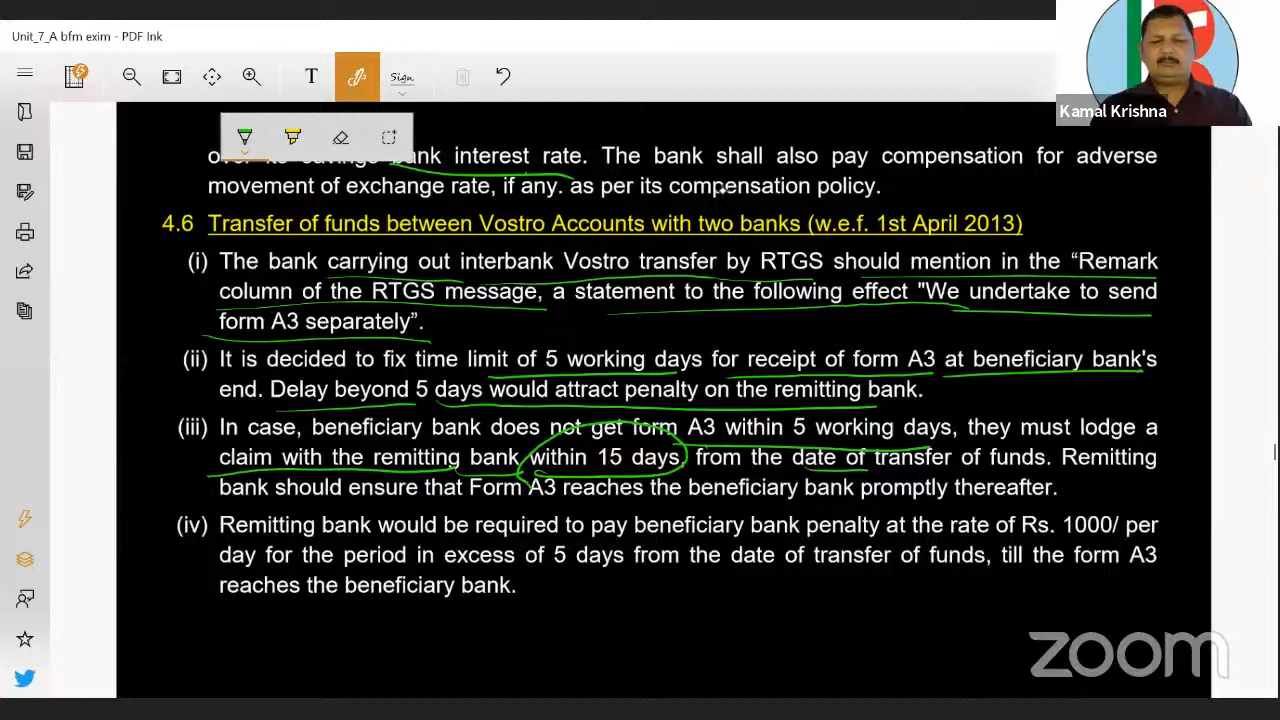 Unit_7_A bfm exim - PDF Ink
T
Sign
Kamal Krishna
bank interest rate. The bank shall also pay compensation for adverse
movement of exchange rate, if any. as per its compensation policy.
4.6 Transfer of funds between Vostro Accounts with two banks (w.e.f. 1st April 2013)
(i) The bank carrying out interbank Vostro transfer by RTGS should mention in the “Remark
column of the RTGS message, a statement to the following effect "We undertake to send
form A3 separately”.
(ii) It is decided to fix time limit of 5 working days for receipt of form A3 at beneficiary bank's
end. Delay beyond 5 days would attract penalty on the remitting bank.
(iii) In case, beneficiary bank does not get form A3 within 5 working days, they must lodge a
claim with the remitting bank within 15 days, from the date of transfer of funds. Remitting
bank should ensure that Form A3 reaches the beneficiary bank promptly thereafter.
(iv) Remitting bank would be required to pay beneficiary bank penalty at the rate of Rs. 1000/ per
day for the period in excess of 5 days from the date of transfer of funds, till the form A3
reaches the beneficiary bank.
zoom